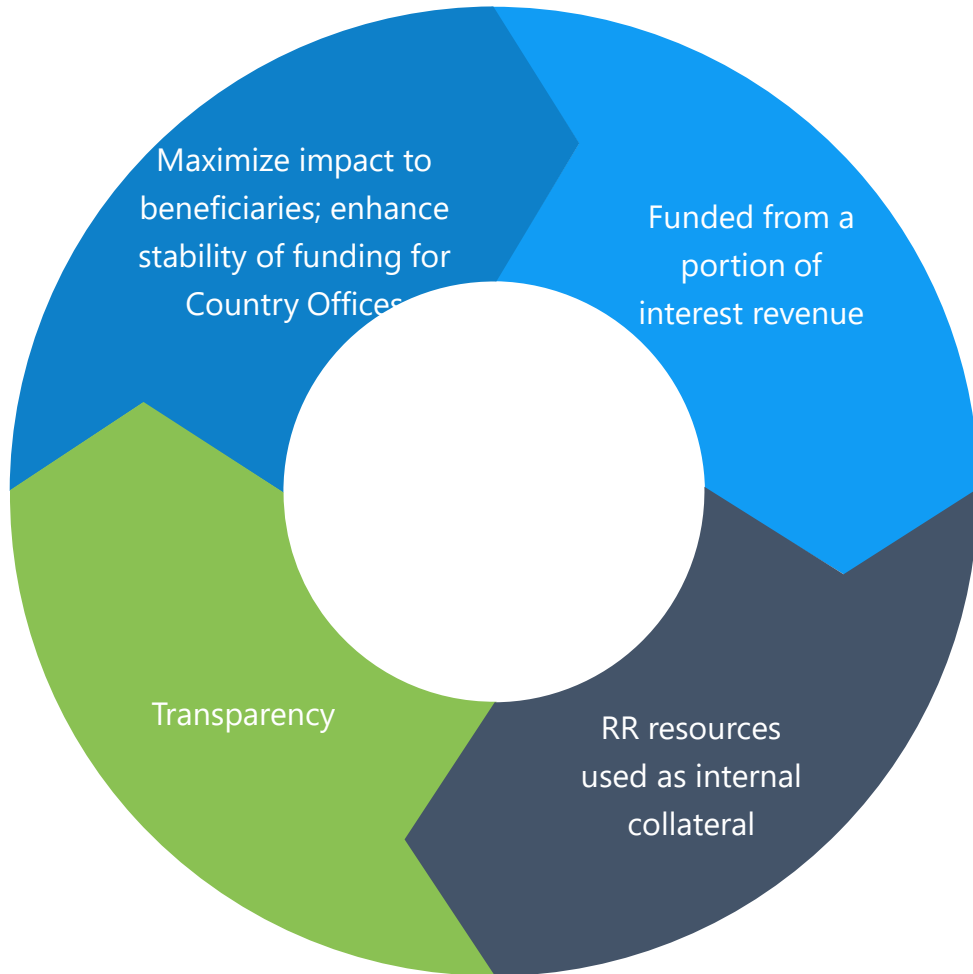 Maximize impact to
beneficiaries; enhance
stability of funding for
Country Offices
Funded from a
portion of
interest revenue
RR resources
used as internal
collateral
Transparency